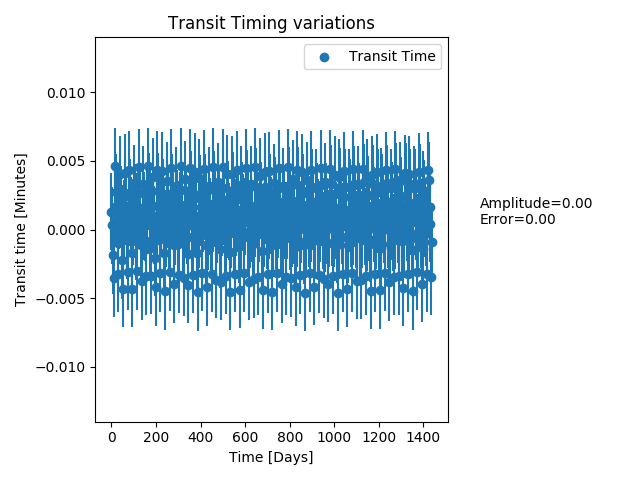 Transit Timing variations
Transit Time
0.010
0.005
0.000
−0.005
−0.010
Transit time [Minutes]
0 200 400 600 800 1000 1200 1400
Time [Days]
Amplitude=0.00
Error=0.00